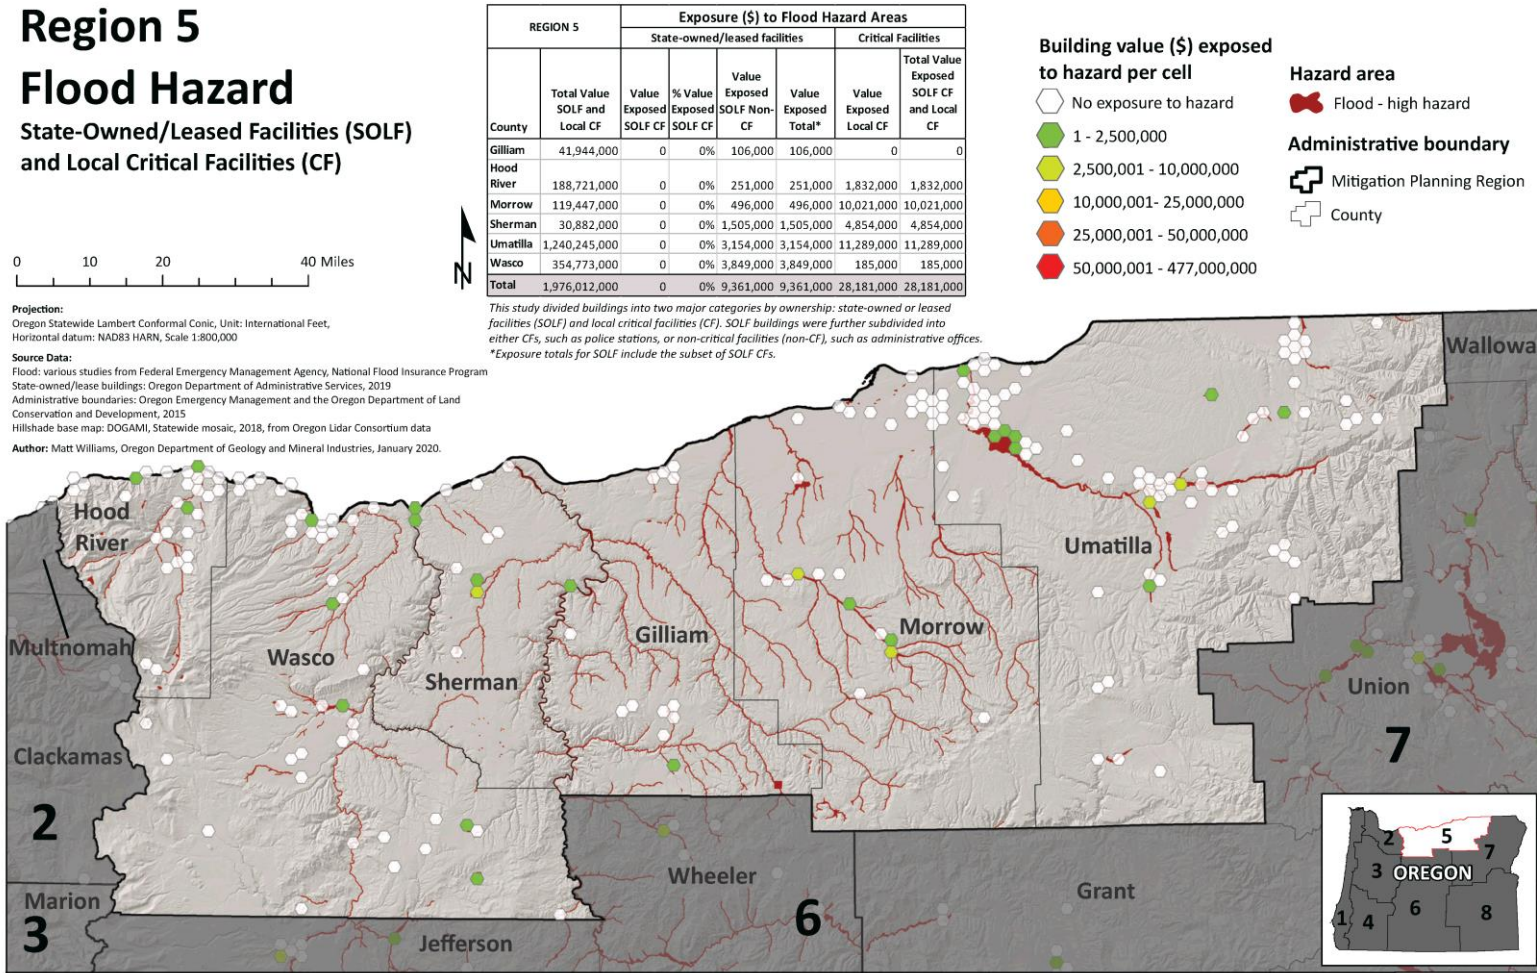 Region 5
Flood Hazard
State-Owned/Leased Facilities (SOLF)
and Local Critical Facilities (CF)
0 10 20 40 Miles
N
Projection:
Oregon Statewide Lambert Conformal Conic, Unit: International Feet,
Horizontal datum: NAD83 HARN, Scale 1:800,000
Source Data:
Flood: various studies from Federal Emergency Management Agency, National Flood Insurance Program
State-owned/lease buildings: Oregon Department of Administrative Services, 2019
Administrative boundaries: Oregon Emergency Management and the Oregon Department of Land
Conservation and Development, 2015
Hillshade base map: DOGAMI, Statewide mosaic, 2018, from Oregon Lidar Consortium data
Author: Matt Williams, Oregon Department of Geology and Mineral Industries, January 2020.
REGION 5
Exposure ($) to Flood Hazard Areas
State-owned/leased facilities Critical Facilities
County
Total Value
SOLF and
Local CF
Value
Exposed
SOLF CF
% Value
Exposed
SOLF CF
Value
Exposed
SOLF Non-
CF
Value
Exposed
Total*
Value
Exposed
Local CF
Total Value
Exposed
SOLF CF
and Local
CF
Gilliam 41,944,000 0 0% 106,000 106,000 0 0
Hood
River 188,721,000 0 0% 251,000 251,000 1,832,000 1,832,000
Morrow 119,447,000 0 0% 496,000 496,000 10,021,000 10,021,000
Sherman 30,882,000 0 0% 1,505,000 1,505,000 4,854,000 4,854,000
Umatilla 1,240,245,000 0 0% 3,154,000 3,154,000 11,289,000 11,289,000
Wasco 354,773,000 0 0% 3,849,000 3,849,000 185,000 185,000
Total 1,976,012,000 0 0% 9,361,000 9,361,000 28,181,000 28,181,000
This study divided buildings into two major categories by ownership: state-owned or leased
facilities (SOLF) and local critical facilities (CF). SOLF buildings were further subdivided into
either CFs, such as police stations, or non-critical facilities (non-CF), such as administrative offices.
*Exposure totals for SOLF include the subset of SOLF CFs.
Building value ($) exposed
to hazard per cell
No exposure to hazard
1 - 2,500,000
2,500,001 - 10,000,000
10,000,001- 25,000,000
25,000,001 - 50,000,000
50,000,001 - 477,000,000
Hazard area
Flood - high hazard
Administrative boundary
Mitigation Planning Region
County
Wallowa
Hood
River
Umatilla
Multnomah
Wasco
Sherman
Gilliam
Morrow
Union
Clackamas
7
2
Marion
3
Jefferson
Wheeler
6
Grant
2
5
7
3
OREGON
1
4
6
8